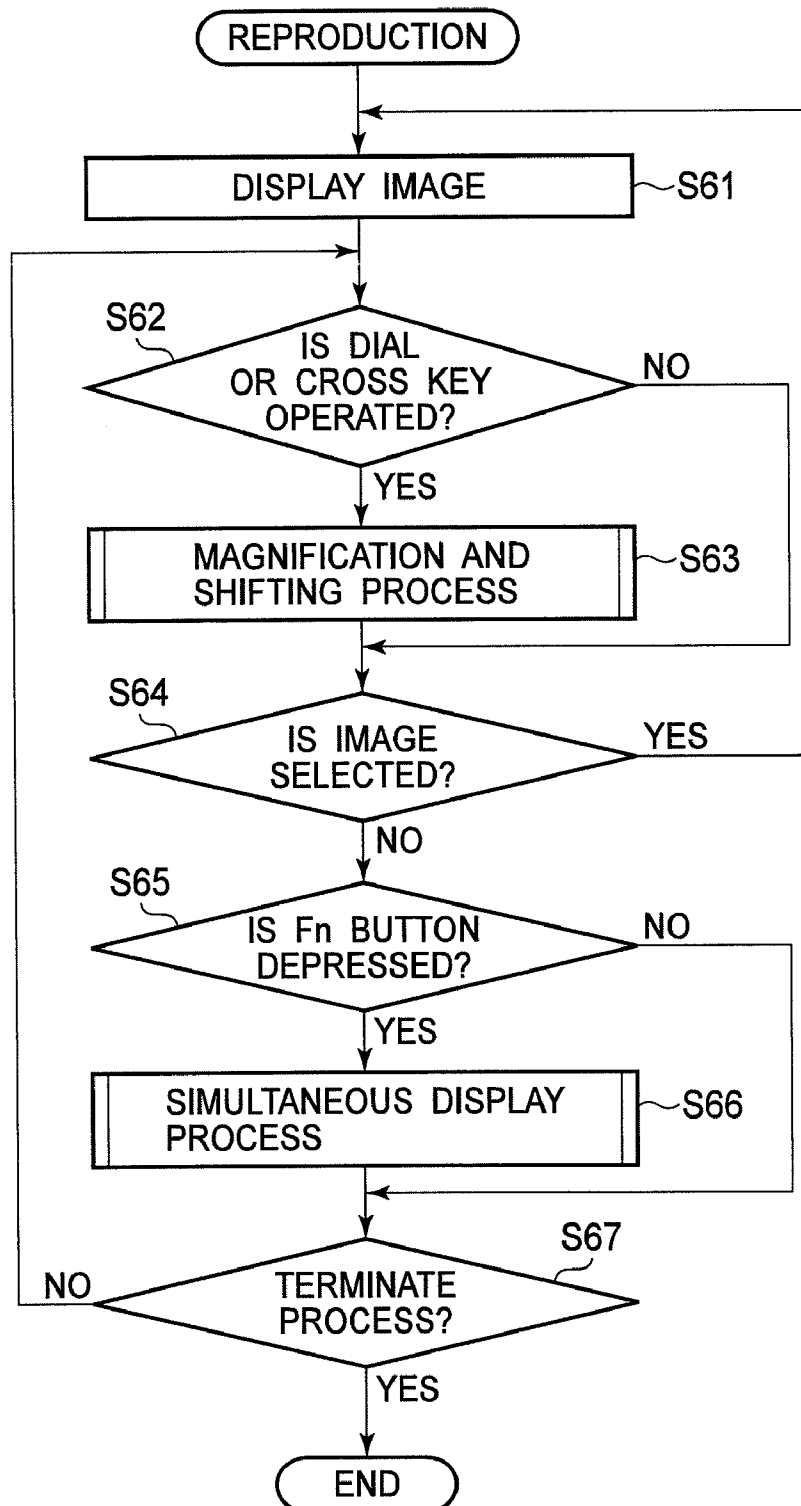 REPRODUCTION
DISPLAY IMAGE
S61
S62
IS DIAL
OR CROSS KEY
OPERATED?
NO
YES
MAGNIFICATION AND
SHIFTING PROCESS
S63
S64
IS IMAGE
SELECTED?
YES
NO
S65
IS Fn BUTTON
DEPRESSED?
NO
YES
SIMULTANEOUS DISPLAY
PROCESS
S66
S67
NO
TERMINATE
PROCESS?
YES
END